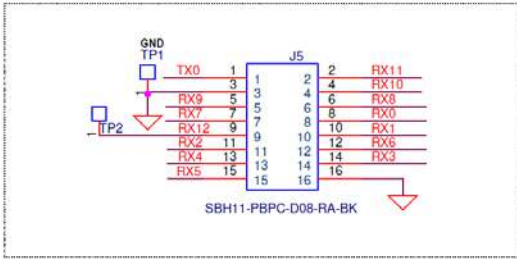 GND
TP1
J5
TX0 1 1 2 2 RX11
3 3 4 4 RX10
RX9 5 5 6 6 RX8
RX7 7 7 8 8 RX0
1 TP2 RX12 9 9 10 10 RX1
RX2 11 11 12 12 RX6
RX4 13 13 14 14 RX3
RX5 15 15 16 16
SBH11-PBPC-D08-RA-BK